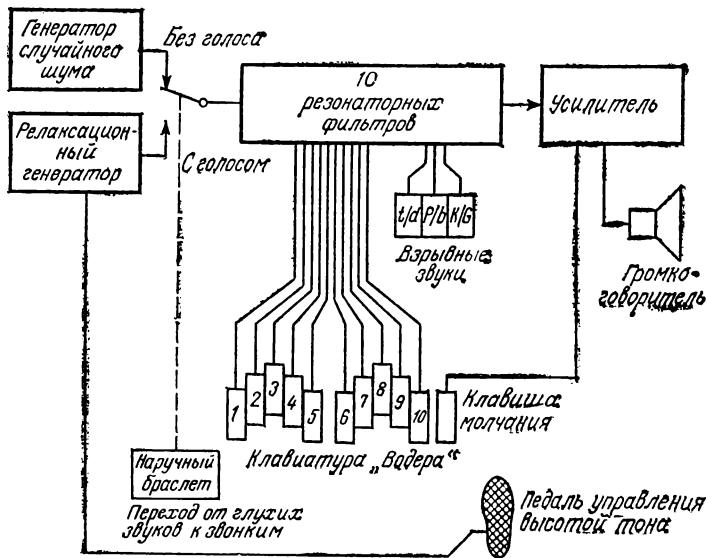 Генератор
случайного
шума
Без голоса
10
резонаторных
фильтров
Усилитель
Релаксацион-
ный
генератор
С голосом
t/d P/b K/G
Взрывные
звуки
Громко-
говоритель
1 2 3 4 5 6 7 8 9 10
Клавиша
молчания
Клавиатура „Водера“
Наручный
браслет
Переход от глухих
звуков к звонким
Педаль управления
высотой тона